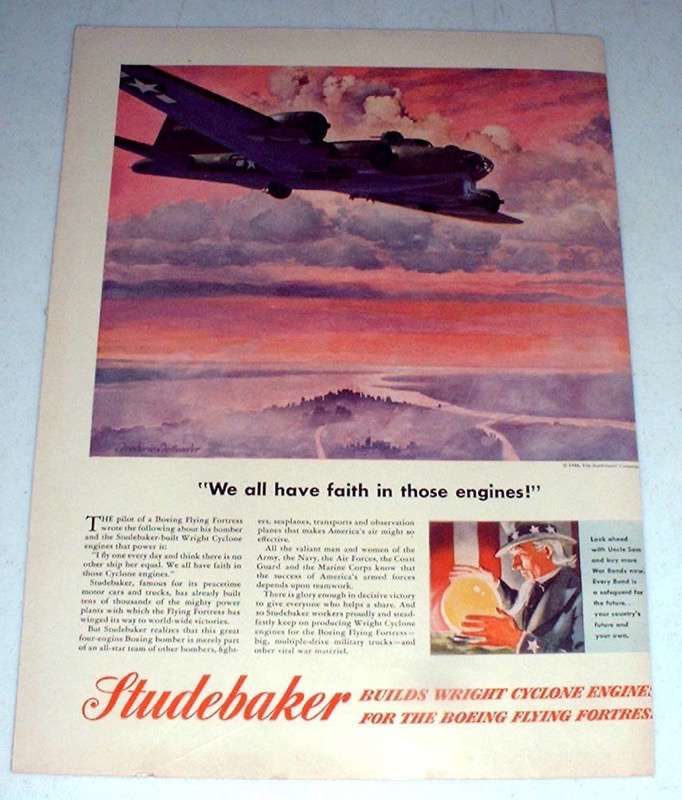 "We all have faith in those engines!"
THE pilot of a Boeing Flying Fortress
wrote the following about his bomber
and the Studebaker-built Wright Cyclone
engines that power it:
"I fly one every day and think there is no
other ship her equal. We all have faith in
those Cyclone engines."
Studebaker, famous for its peacetime
motor cars and trucks, has already built
tens of thousands of the mighty power
plants with which the Flying Fortress has
winged its way to world-wide victories.
But Studebaker realizes that this great
four-engine Boeing bomber is merely part
of an all-star team of other bombers, fight-
ers, seaplanes, transports and observation
planes that makes America's air might so
effective.
All the valiant men and women of the
Army, the Navy, the Air Forces, the Coast
Guard and the Marine Corps know that
the success of America's armed forces
depends upon teamwork.
There is glory enough in decisive victory
to give everyone who helps a share. And
so Studebaker workers proudly and stead-
fastly keep on producing Wright Cyclone
engines for the Boeing Flying Fortress—
big, multiple-drive military trucks—and
other vital war matériel.
Look ahead
with Uncle Sam
and buy more
War Bonds now.
Every Bond is
a safeguard for
the future...
your country's
future and
your own.
Studebaker
BUILDS WRIGHT CYCLONE ENGINES
FOR THE BOEING FLYING FORTRESS